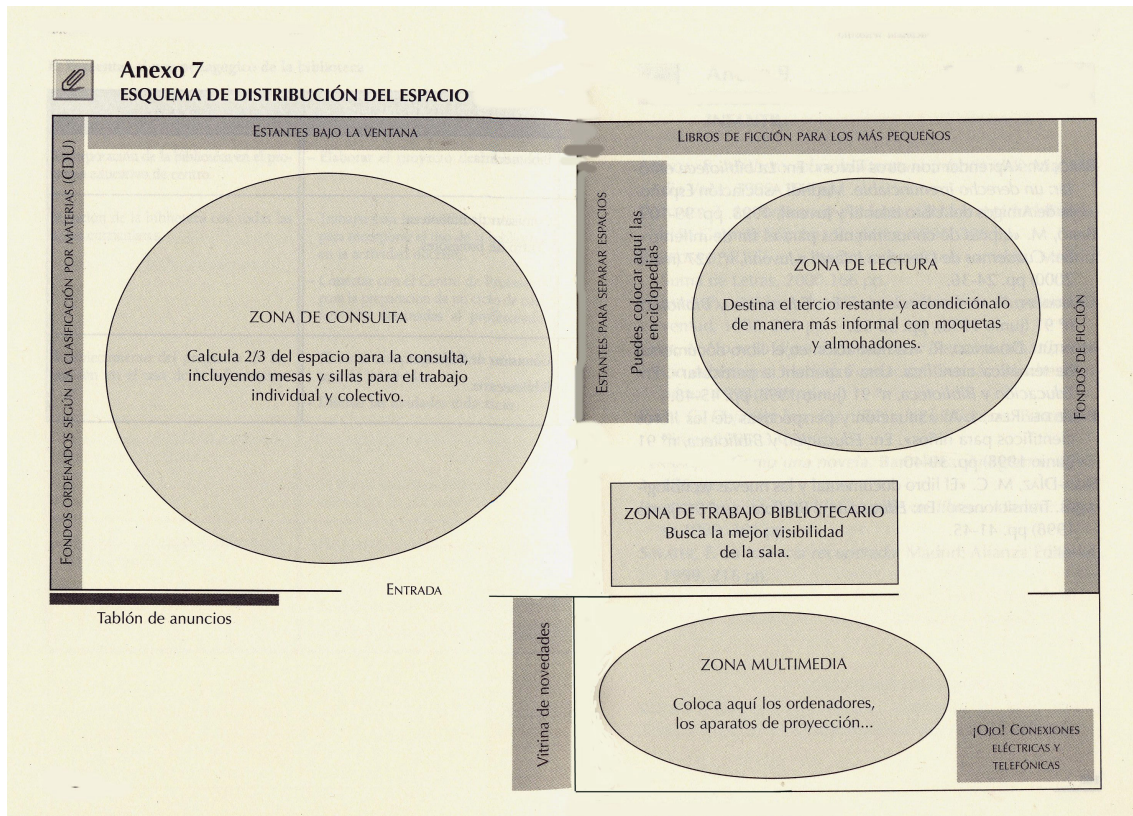 Anexo 7
ESQUEMA DE DISTRIBUCIÓN DEL ESPACIO
ESTANTES BAJO LA VENTANA
LIBROS DE FICCIÓN PARA LOS MÁS PEQUEÑOS
FONDOS ORDENADOS SEGÚN LA CLASIFICACIÓN POR MATERIAS (CDU)
ZONA DE CONSULTA
Calcula 2/3 del espacio para la consulta,
incluyendo mesas y sillas para el trabajo
individual y colectivo.
ESTANTES PARA SEPARAR ESPACIOS
Puedes colocar aquí las
enciclopedias
ZONA DE LECTURA
Destina el tercio restante y acondiciónalo
de manera más informal con moquetas
y almohadones.
FONDOS DE FICCIÓN
ZONA DE TRABAJO BIBLIOTECARIO
Busca la mejor visibilidad
de la sala.
ENTRADA
Tablón de anuncios
Vitrina de novedades
ZONA MULTIMEDIA
Coloca aquí los ordenadores,
los aparatos de proyección...
¡OJO! CONEXIONES
ELÉCTRICAS Y
TELEFÓNICAS